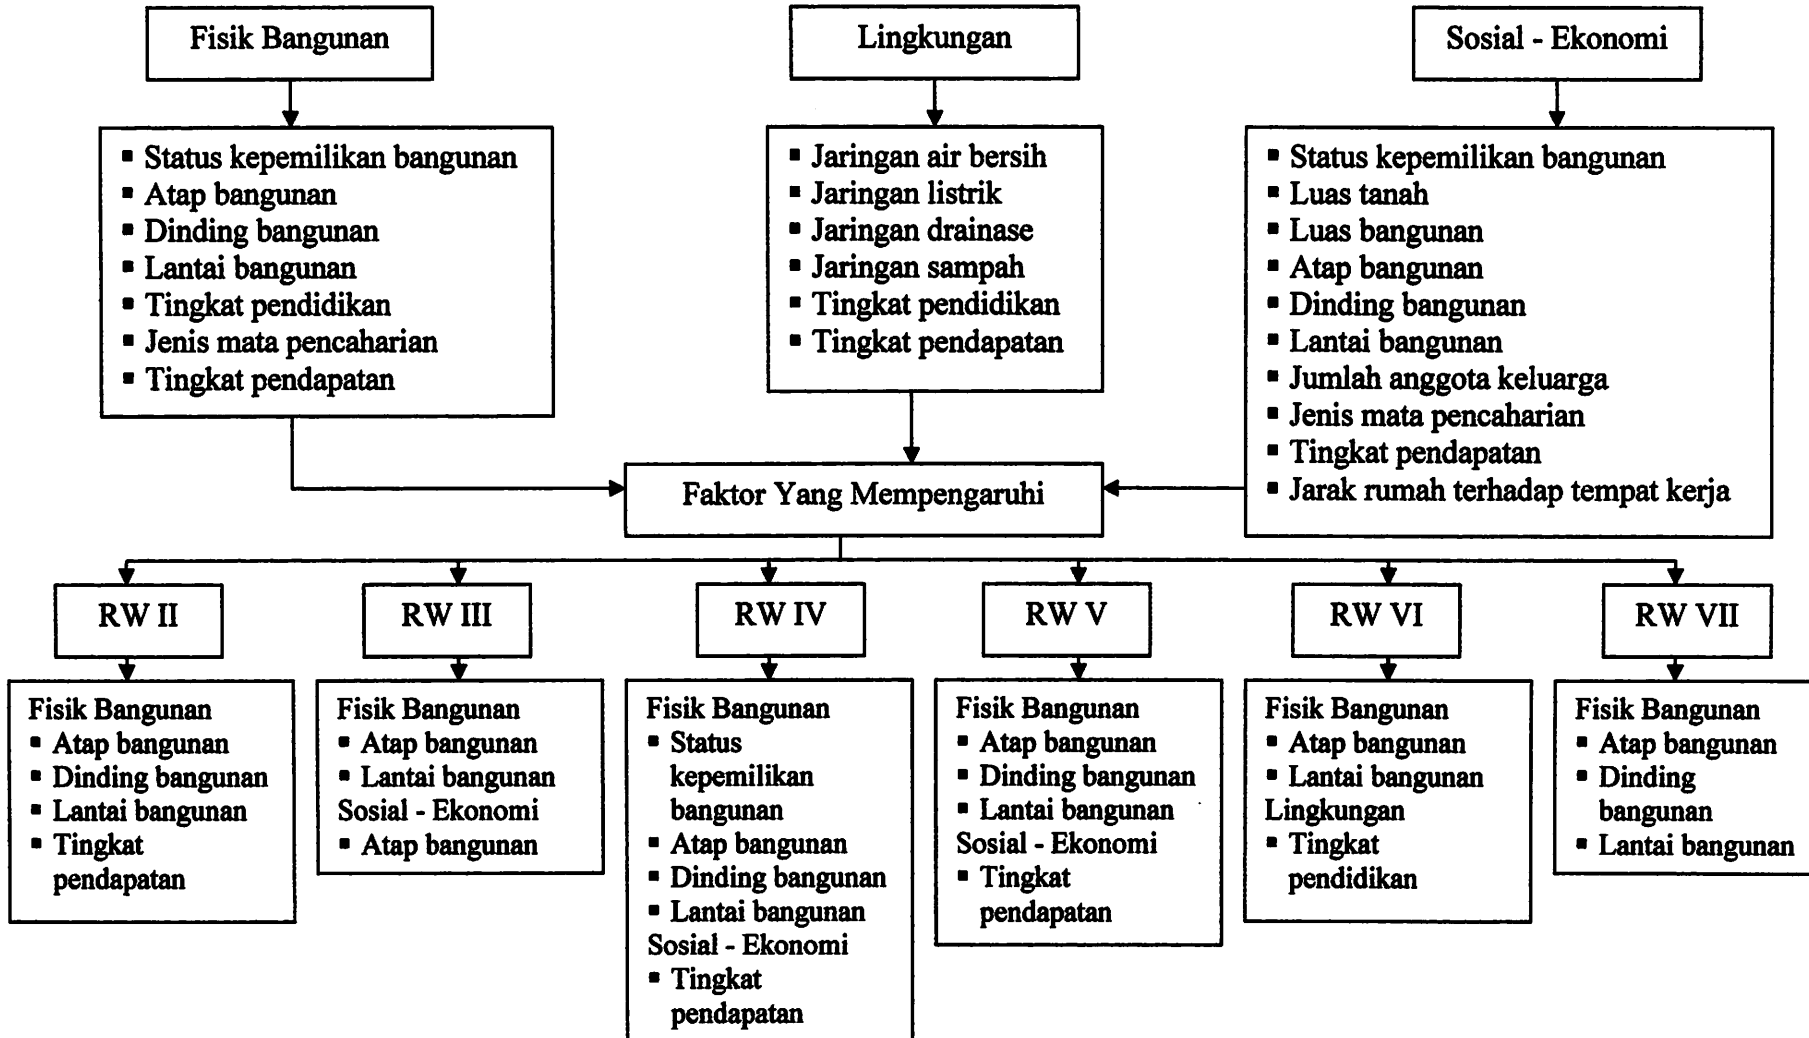 Fisik Bangunan
Lingkungan
Sosial - Ekonomi
▪ Status kepemilikan bangunan
▪ Atap bangunan
▪ Dinding bangunan
▪ Lantai bangunan
▪ Tingkat pendidikan
▪ Jenis mata pencaharian
▪ Tingkat pendapatan
▪ Jaringan air bersih
▪ Jaringan listrik
▪ Jaringan drainase
▪ Jaringan sampah
▪ Tingkat pendidikan
▪ Tingkat pendapatan
▪ Status kepemilikan bangunan
▪ Luas tanah
▪ Luas bangunan
▪ Atap bangunan
▪ Dinding bangunan
▪ Lantai bangunan
▪ Jumlah anggota keluarga
▪ Jenis mata pencaharian
▪ Tingkat pendapatan
▪ Jarak rumah terhadap tempat kerja
Faktor Yang Mempengaruhi
RW II
RW III
RW IV
RW V
RW VI
RW VII
Fisik Bangunan
▪ Atap bangunan
▪ Dinding bangunan
▪ Lantai bangunan
▪ Tingkat
pendapatan
Fisik Bangunan
▪ Atap bangunan
▪ Lantai bangunan
Sosial - Ekonomi
▪ Atap bangunan
Fisik Bangunan
▪ Status
kepemilikan
bangunan
▪ Atap bangunan
▪ Dinding bangunan
▪ Lantai bangunan
Sosial - Ekonomi
▪ Tingkat
pendapatan
Fisik Bangunan
▪ Atap bangunan
▪ Dinding bangunan
▪ Lantai bangunan
Sosial - Ekonomi
▪ Tingkat
pendapatan
Fisik Bangunan
▪ Atap bangunan
▪ Lantai bangunan
Lingkungan
▪ Tingkat
pendidikan
Fisik Bangunan
▪ Atap bangunan
▪ Dinding
bangunan
▪ Lantai bangunan